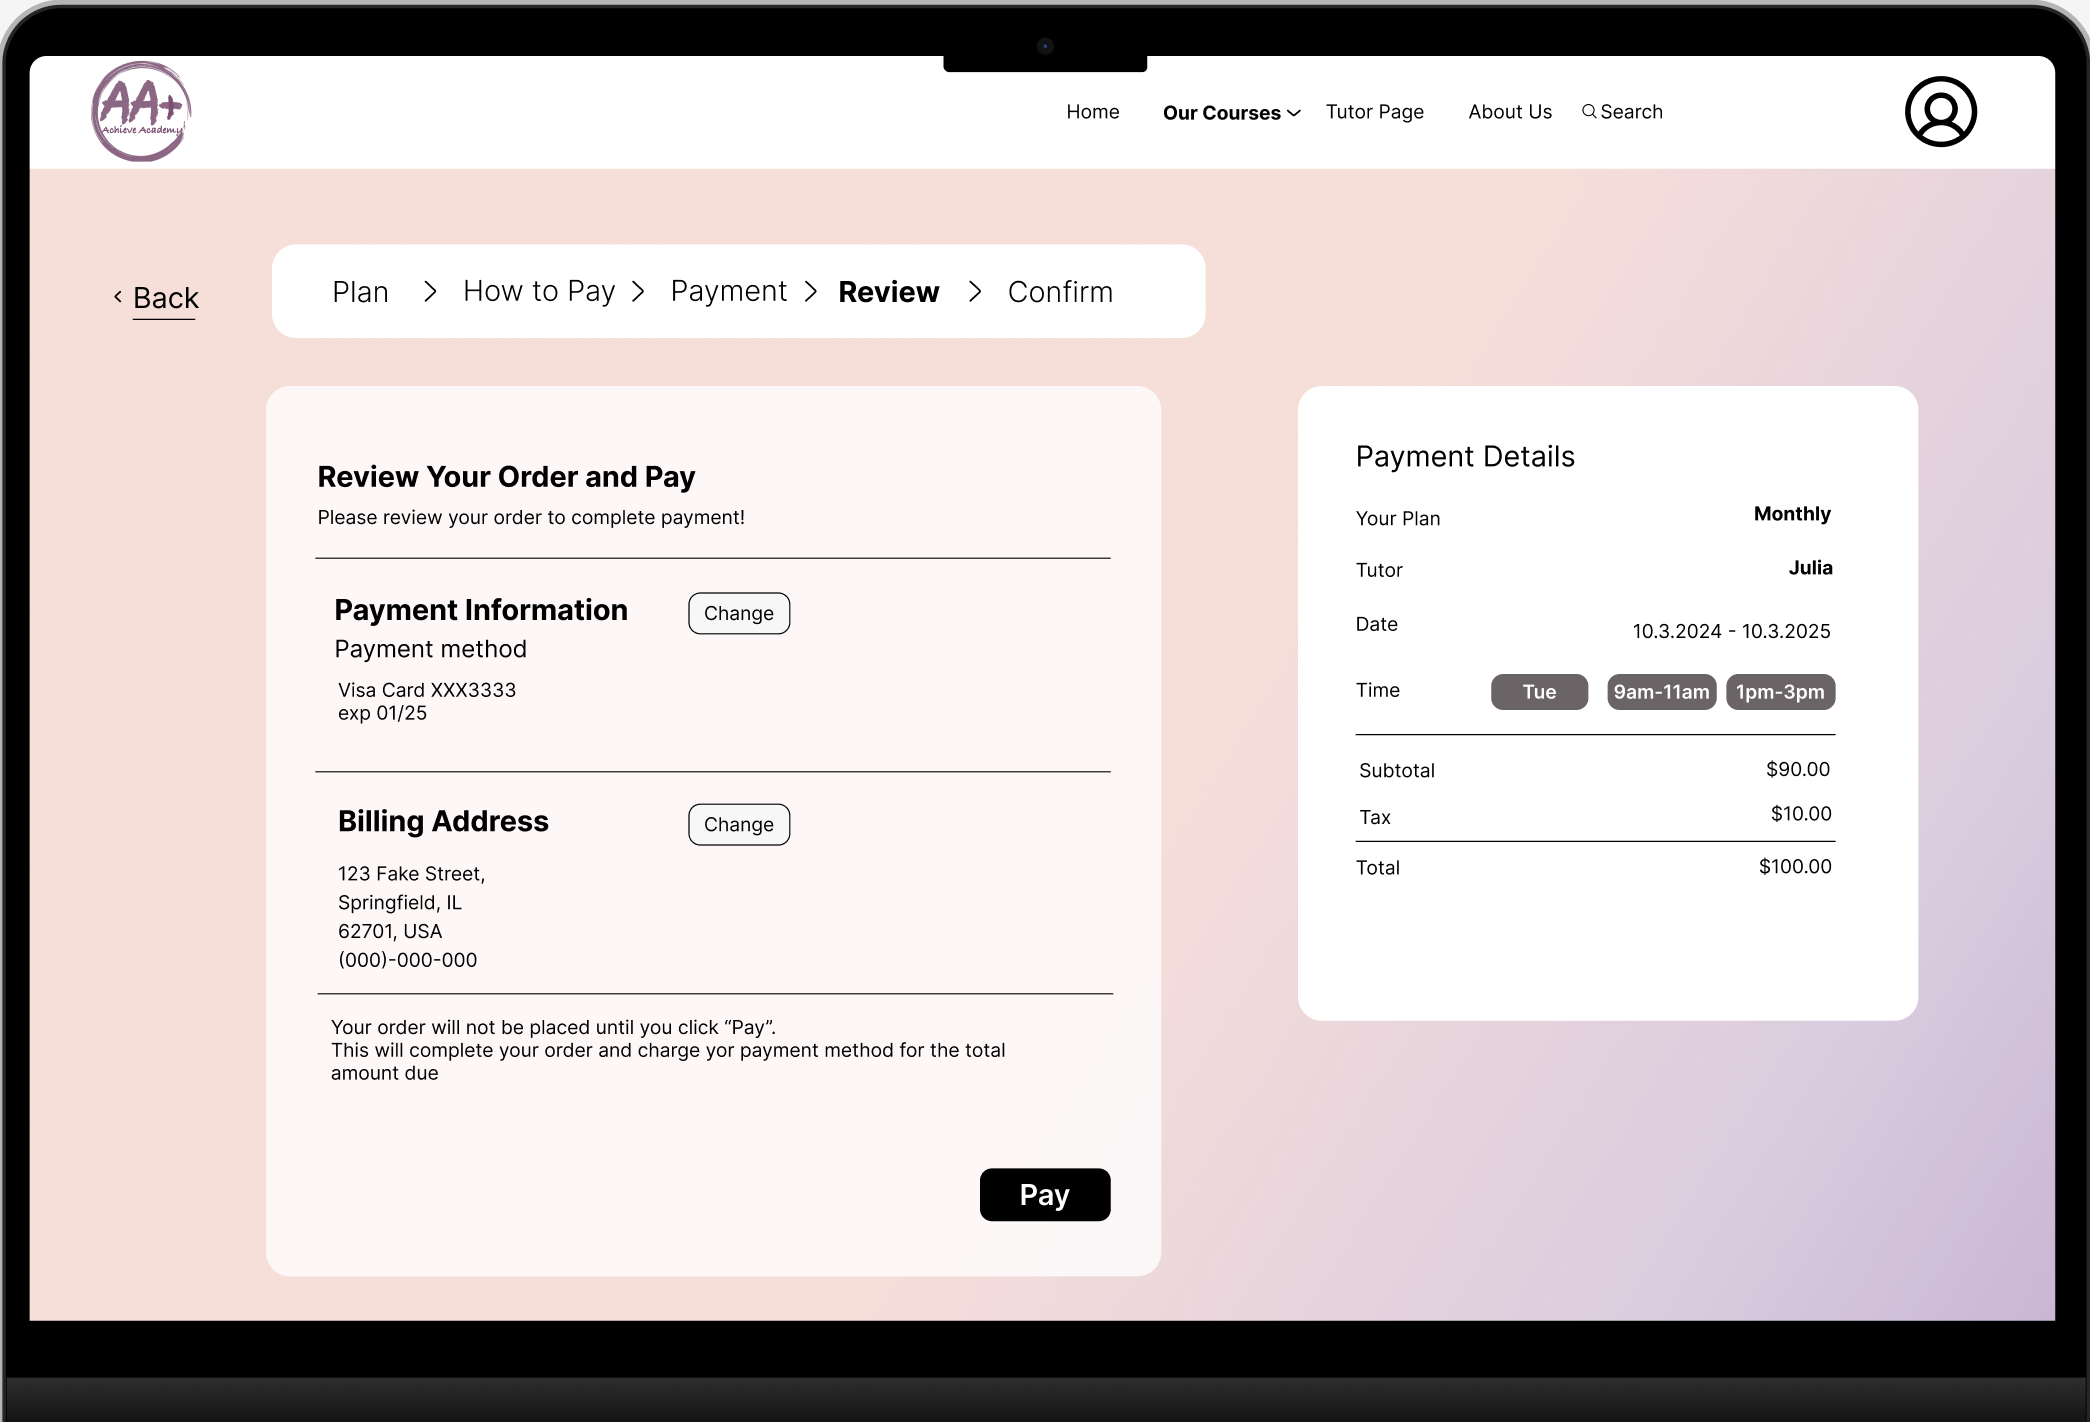 AA+
Achieve Academy
Home
Our Courses
Tutor Page
About Us
Search
Back
Plan > How to Pay > Payment > Review > Confirm
Review Your Order and Pay
Please review your order to complete payment!
Payment Information
Change
Payment method
Visa Card XXX3333
exp 01/25
Billing Address
Change
123 Fake Street,
Springfield, IL
62701, USA
(000)-000-000
Your order will not be placed until you click “Pay”.
This will complete your order and charge yor payment method for the total
amount due
Pay
Payment Details
Your Plan Monthly
Tutor Julia
Date 10.3.2024 - 10.3.2025
Time Tue 9am-11am 1pm-3pm
Subtotal $90.00
Tax $10.00
Total $100.00